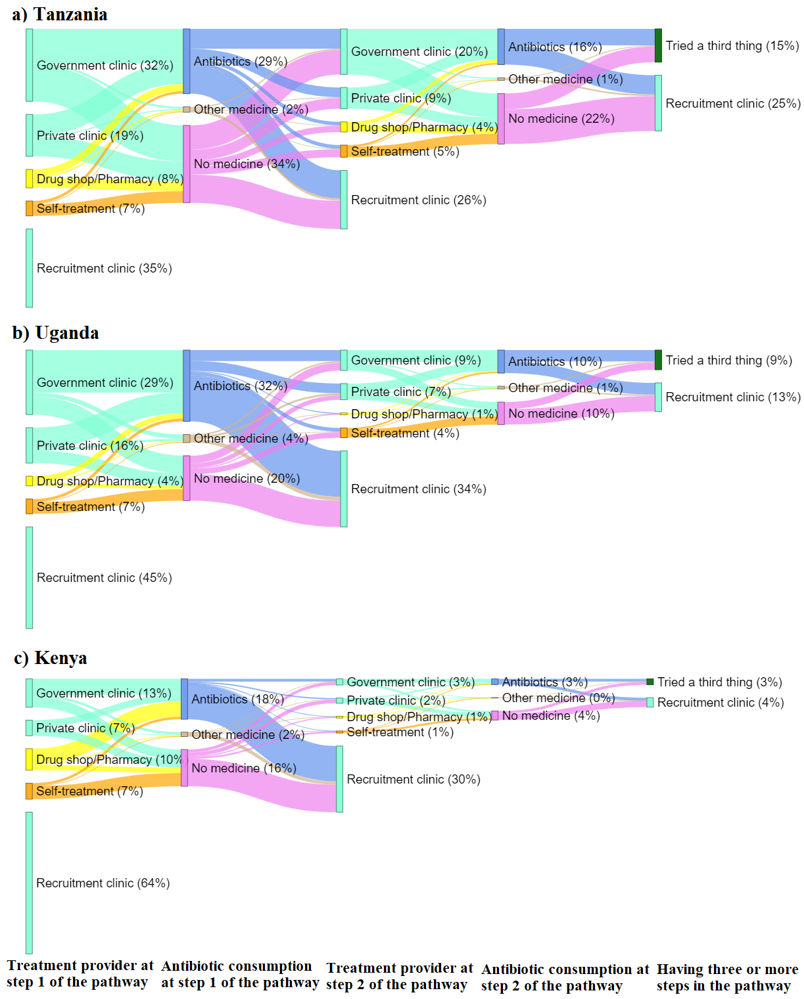 a) Tanzania
Government clinic (32%)
Private clinic (19%)
Drug shop/Pharmacy (8%)
Self-treatment (7%)
Recruitment clinic (35%)
Antibiotics (29%)
Other medicine (2%)
No medicine (34%)
Government clinic (20%)
Private clinic (9%)
Drug shop/Pharmacy (4%)
Self-treatment (5%)
Recruitment clinic (26%)
Antibiotics (16%)
Other medicine (1%)
No medicine (22%)
Tried a third thing (15%)
Recruitment clinic (25%)
b) Uganda
Government clinic (29%)
Private clinic (16%)
Drug shop/Pharmacy (4%)
Self-treatment (7%)
Recruitment clinic (45%)
Antibiotics (32%)
Other medicine (4%)
No medicine (20%)
Government clinic (9%)
Private clinic (7%)
Drug shop/Pharmacy (1%)
Self-treatment (4%)
Recruitment clinic (34%)
Antibiotics (10%)
Other medicine (1%)
No medicine (10%)
Tried a third thing (9%)
Recruitment clinic (13%)
c) Kenya
Government clinic (13%)
Private clinic (7%)
Drug shop/Pharmacy (10%
Self-treatment (7%)
Recruitment clinic (64%)
Antibiotics (18%)
Other medicine (2%)
No medicine (16%)
Government clinic (3%)
Private clinic (2%)
Drug shop/Pharmacy (1%)
Self-treatment (1%)
Recruitment clinic (30%)
Antibiotics (3%)
Other medicine (0%)
No medicine (4%)
Tried a third thing (3%)
Recruitment clinic (4%)
Treatment provider at
step 1 of the pathway
Antibiotic consumption
at step 1 of the pathway
Treatment provider at
step 2 of the pathway
Antibiotic consumption at
step 2 of the pathway
Having three or more
steps in the pathway